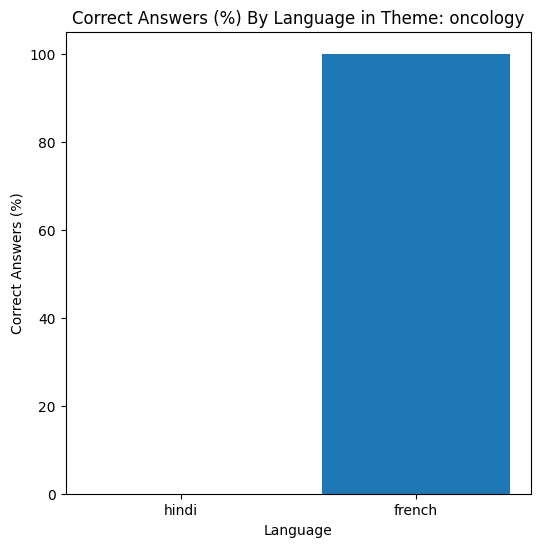 Correct Answers (%) By Language in Theme: oncology
100
80
60
40
20
0
Correct Answers (%)
hindi
french
Language